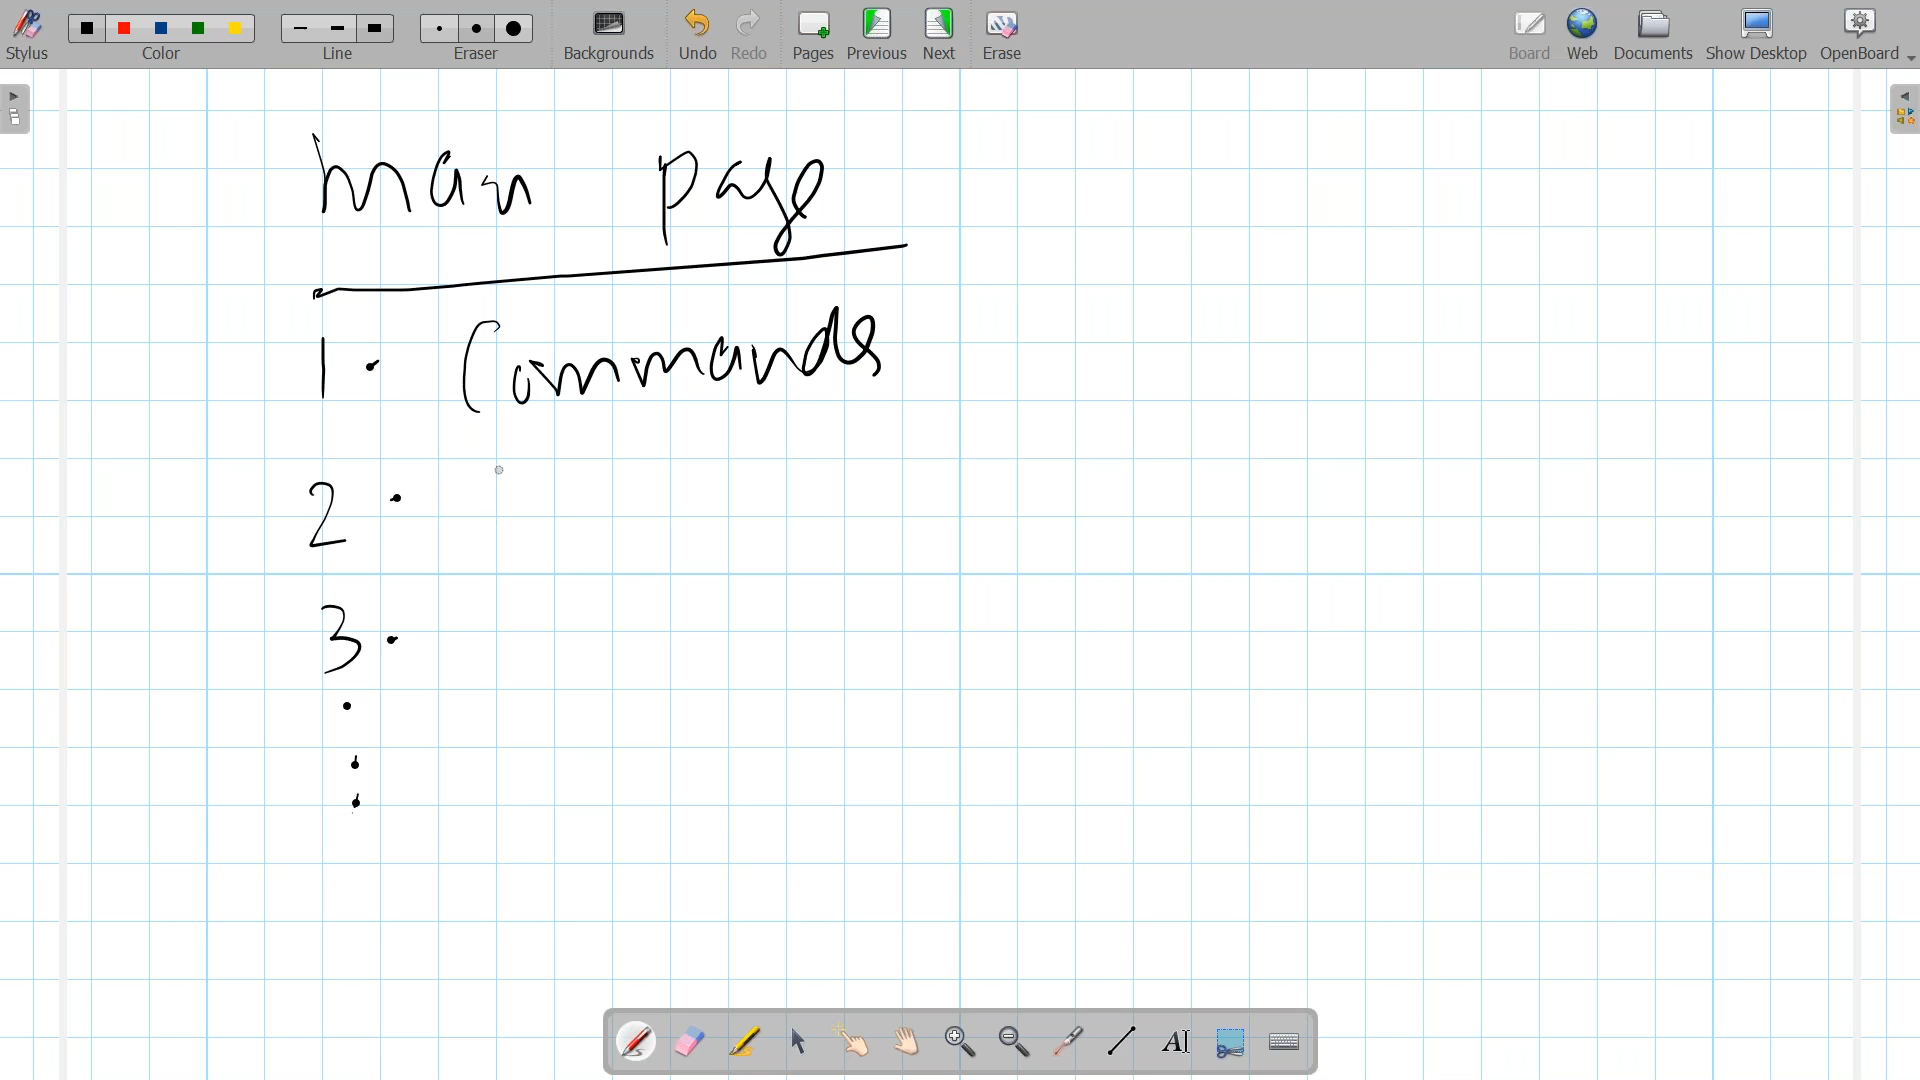 Stylus Color Line Eraser Backgrounds Undo Redo Pages Previous Next Erase Board Web Documents Show Desktop OpenBoard
man page
1. Commands
2.
3.
.
.
.
AI